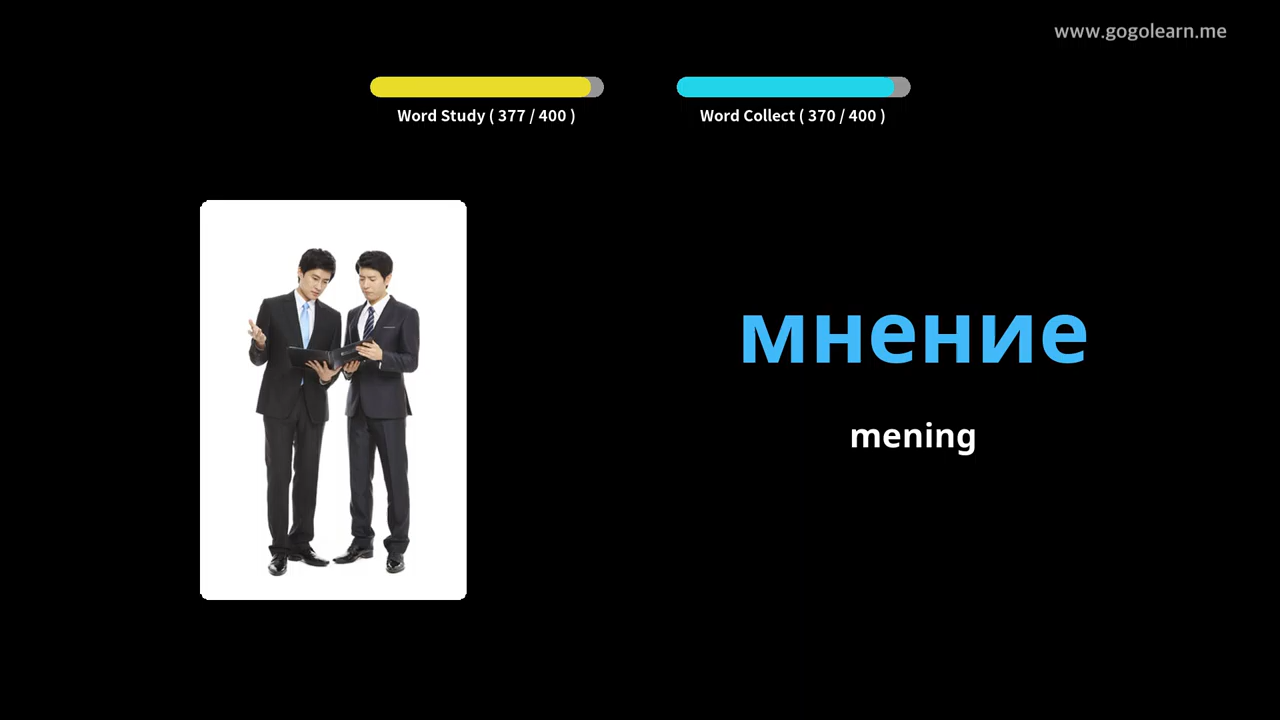 www.gogolearn.me
Word Study ( 377 / 400 )
Word Collect ( 370 / 400 )
мнение
mening